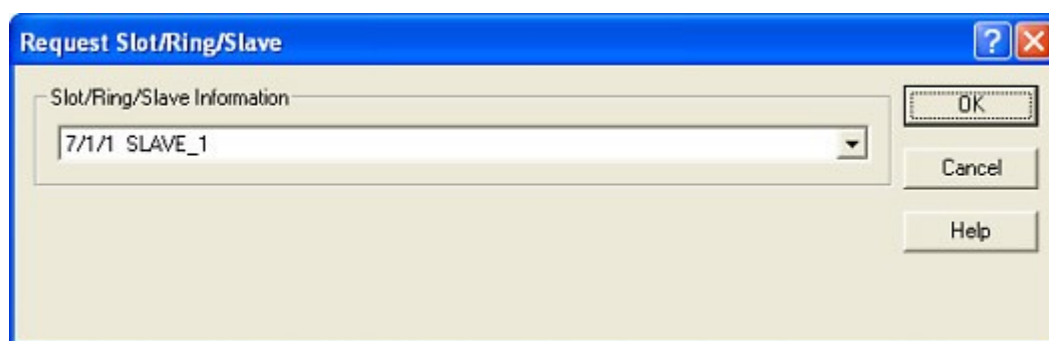 Request Slot/Ring/Slave
Slot/Ring/Slave Information
7/1/1 SLAVE_1
OK
Cancel
Help